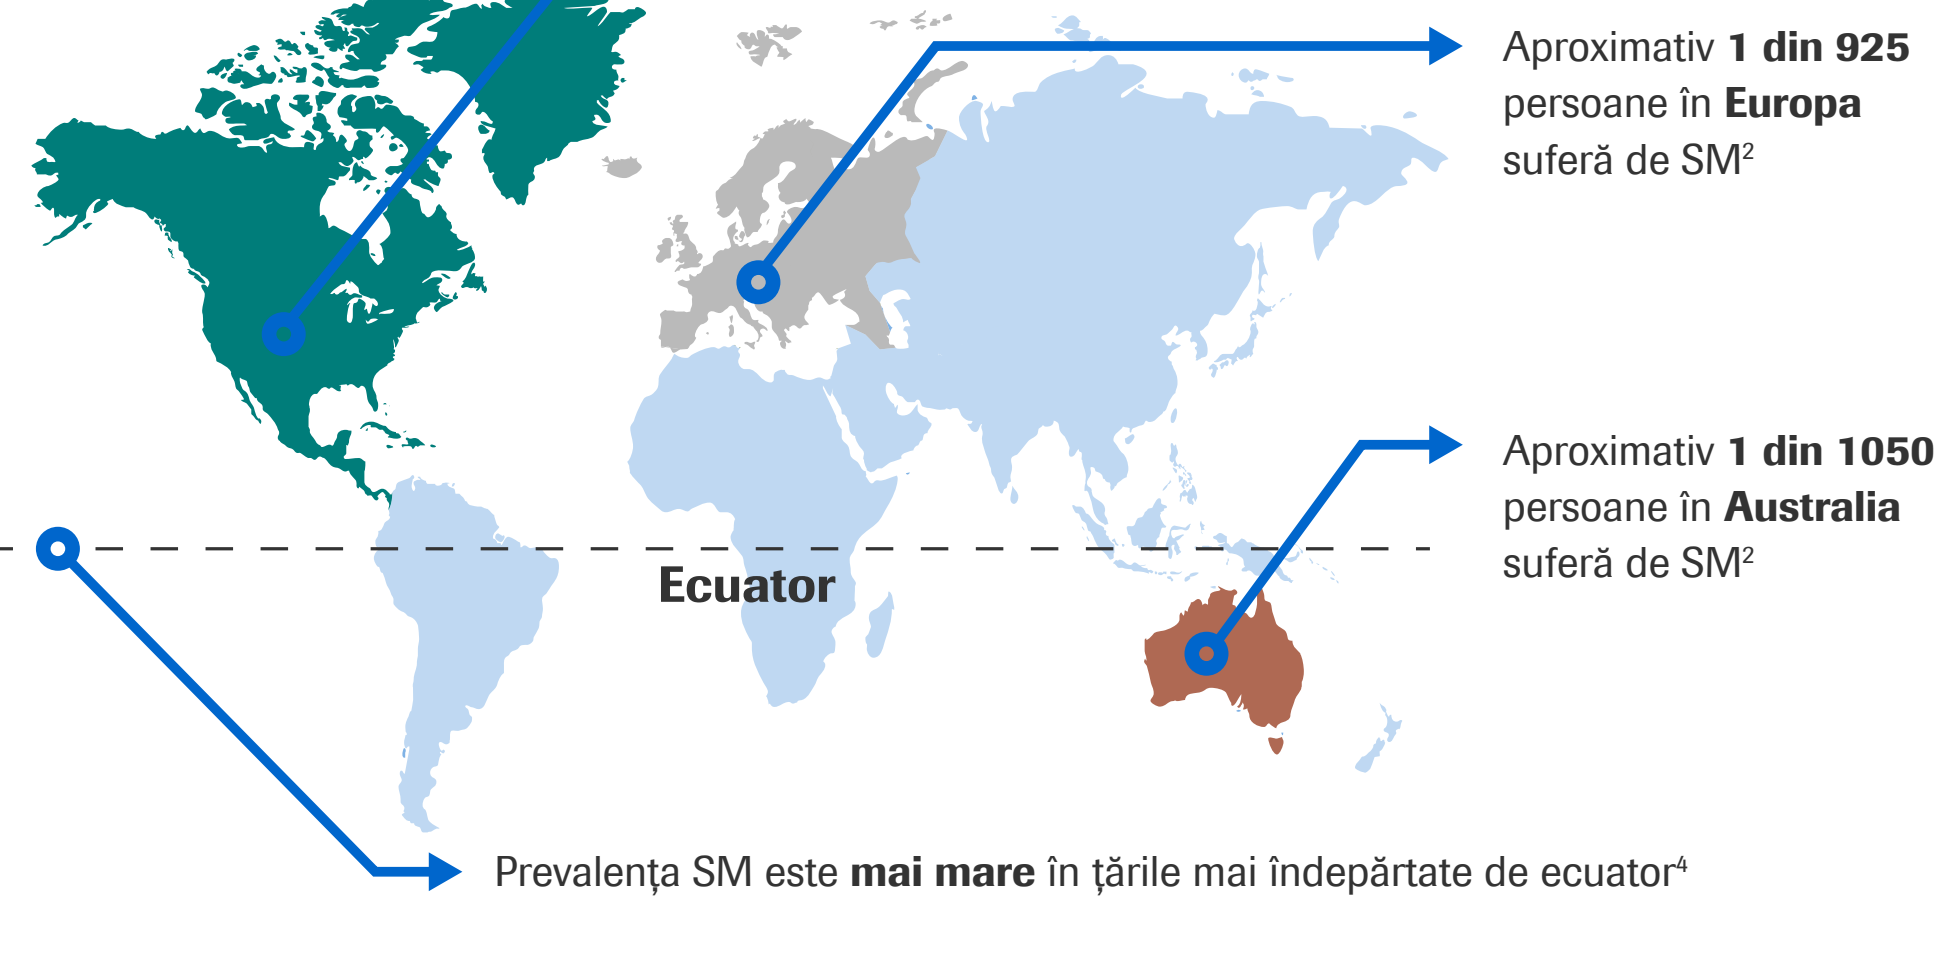 Aproximativ 1 din 925
persoane în Europa
suferă de SM²
Aproximativ 1 din 1050
persoane în Australia
suferă de SM²
Ecuator
Prevalența SM este mai mare în țările mai îndepărtate de ecuator⁴